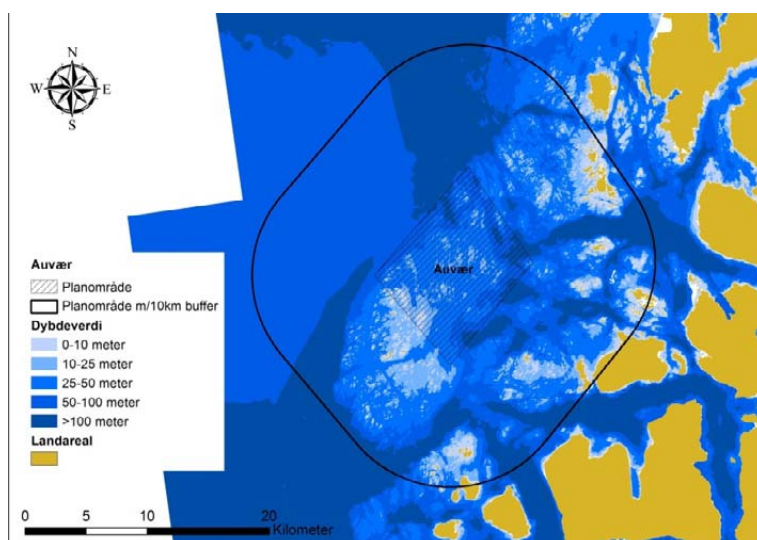 N
W E
S
Auvær
Auvær
Planområde
Planområde m/10km buffer
Dybdeverdi
0-10 meter
10-25 meter
25-50 meter
50-100 meter
>100 meter
Landareal
0 5 10 20
Kilometer